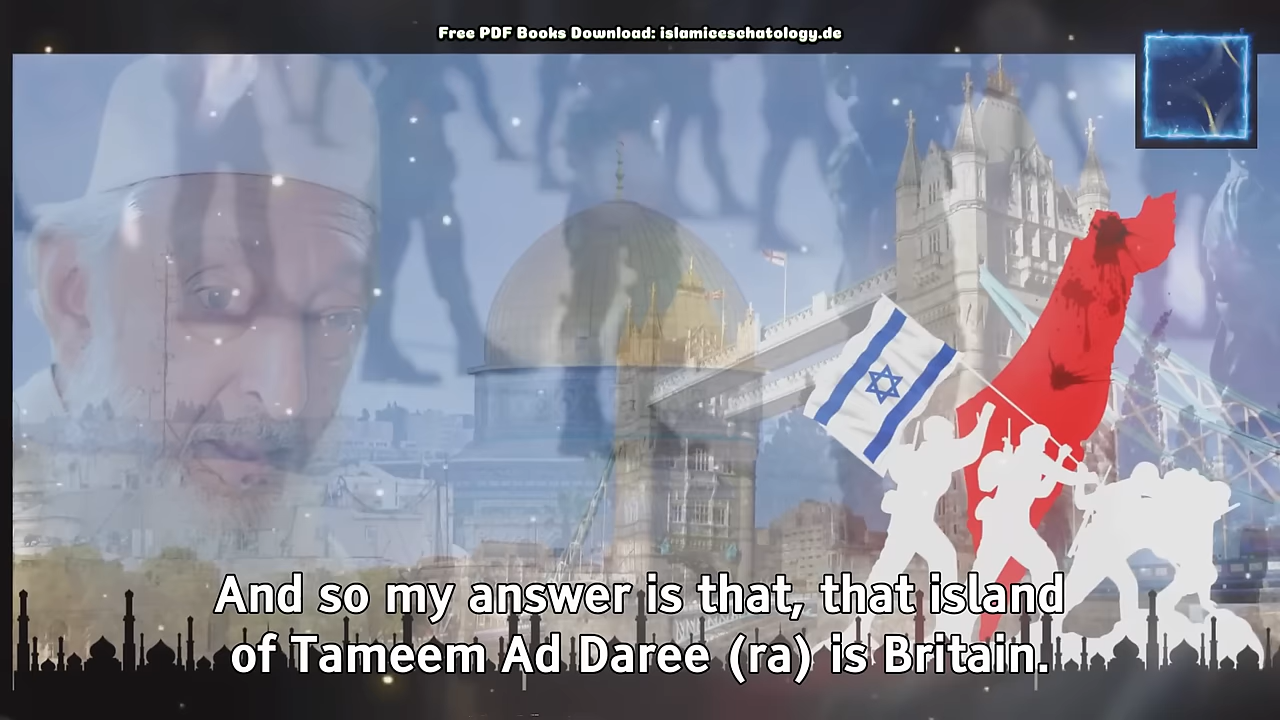 Free PDF Books Download: islamiceschatology.de
And so my answer is that, that island
of Tameem Ad Daree (ra) is Britain.